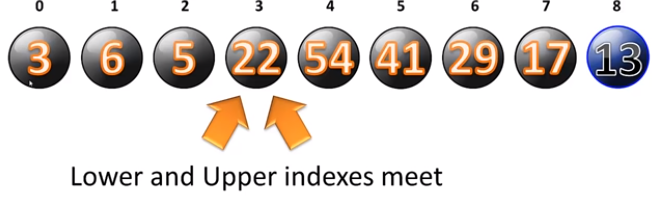 0 1 2 3 4 5 6 7 8
3 6 5 22 54 41 29 17 13
Lower and Upper indexes meet